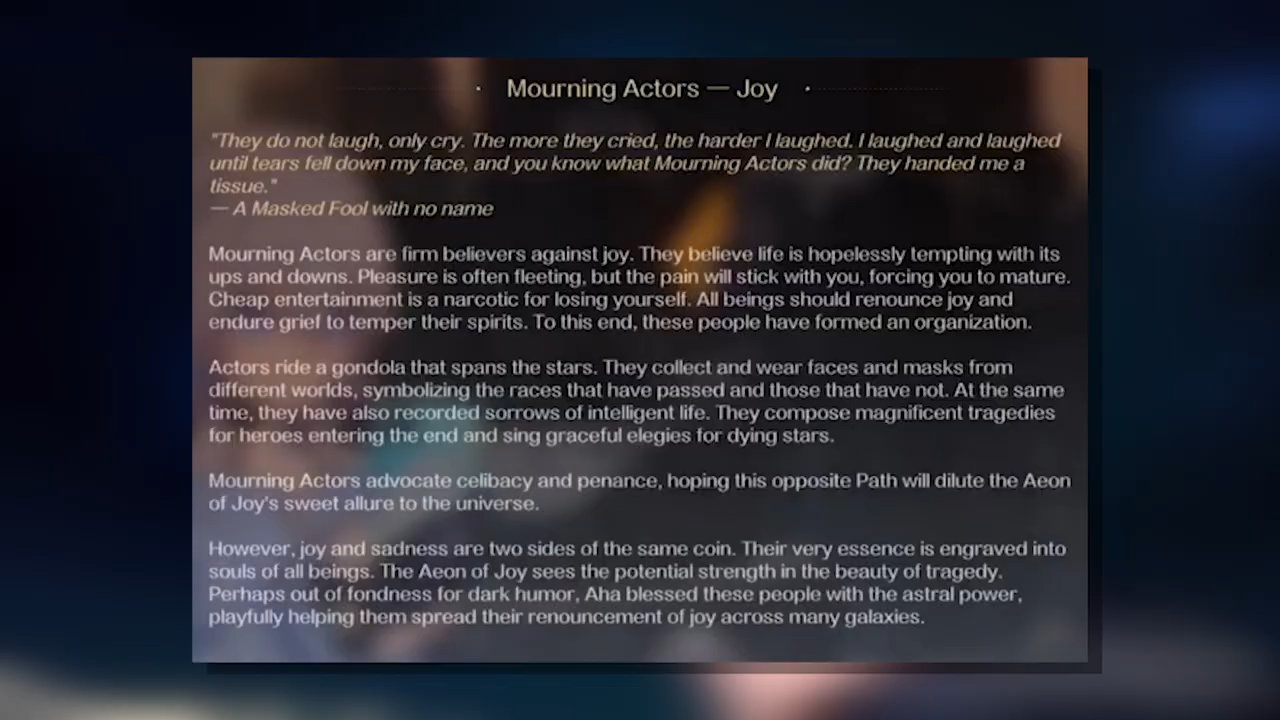 Mourning Actors — Joy
"They do not laugh, only cry. The more they cried, the harder I laughed. I laughed and laughed
until tears fell down my face, and you know what Mourning Actors did? They handed me a
tissue."
— A Masked Fool with no name
Mourning Actors are firm believers against joy. They believe life is hopelessly tempting with its
ups and downs. Pleasure is often fleeting, but the pain will stick with you, forcing you to mature.
Cheap entertainment is a narcotic for losing yourself. All beings should renounce joy and
endure grief to temper their spirits. To this end, these people have formed an organization.
Actors ride a gondola that spans the stars. They collect and wear faces and masks from
different worlds, symbolizing the races that have passed and those that have not. At the same
time, they have also recorded sorrows of intelligent life. They compose magnificent tragedies
for heroes entering the end and sing graceful elegies for dying stars.
Mourning Actors advocate celibacy and penance, hoping this opposite Path will dilute the Aeon
of Joy's sweet allure to the universe.
However, joy and sadness are two sides of the same coin. Their very essence is engraved into
souls of all beings. The Aeon of Joy sees the potential strength in the beauty of tragedy.
Perhaps out of fondness for dark humor, Aha blessed these people with the astral power,
playfully helping them spread their renouncement of joy across many galaxies.